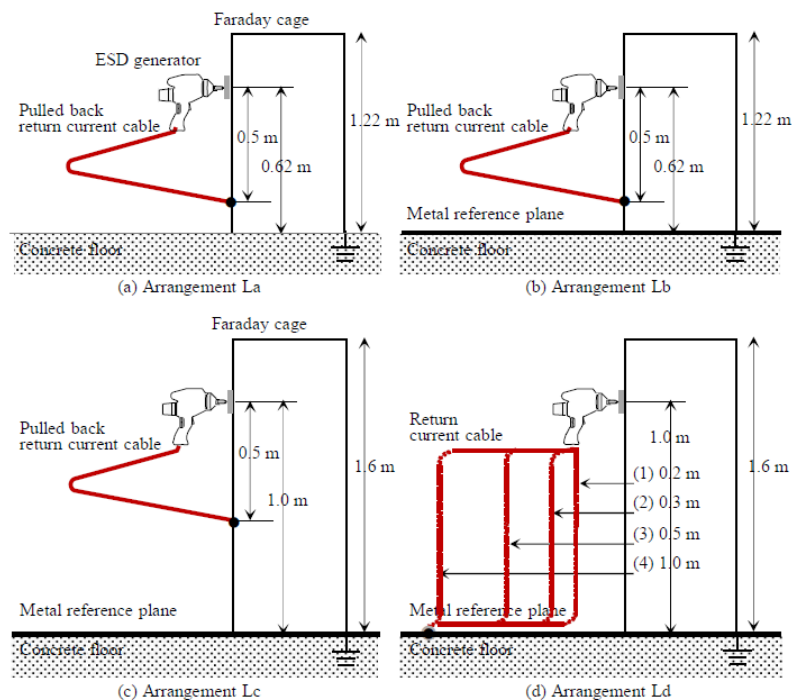 Faraday cage
ESD generator
Pulled back
return current cable
0.5 m
0.62 m
1.22 m
Concrete floor
(a) Arrangement La
Pulled back
return current cable
0.5 m
0.62 m
1.22 m
Metal reference plane
Concrete floor
(b) Arrangement Lb
Faraday cage
Pulled back
return current cable
0.5 m
1.0 m
1.6 m
Metal reference plane
Concrete floor
(c) Arrangement Lc
Return
current cable
1.0 m
1.6 m
(1) 0.2 m
(2) 0.3 m
(3) 0.5 m
(4) 1.0 m
Metal reference plane
Concrete floor
(d) Arrangement Ld